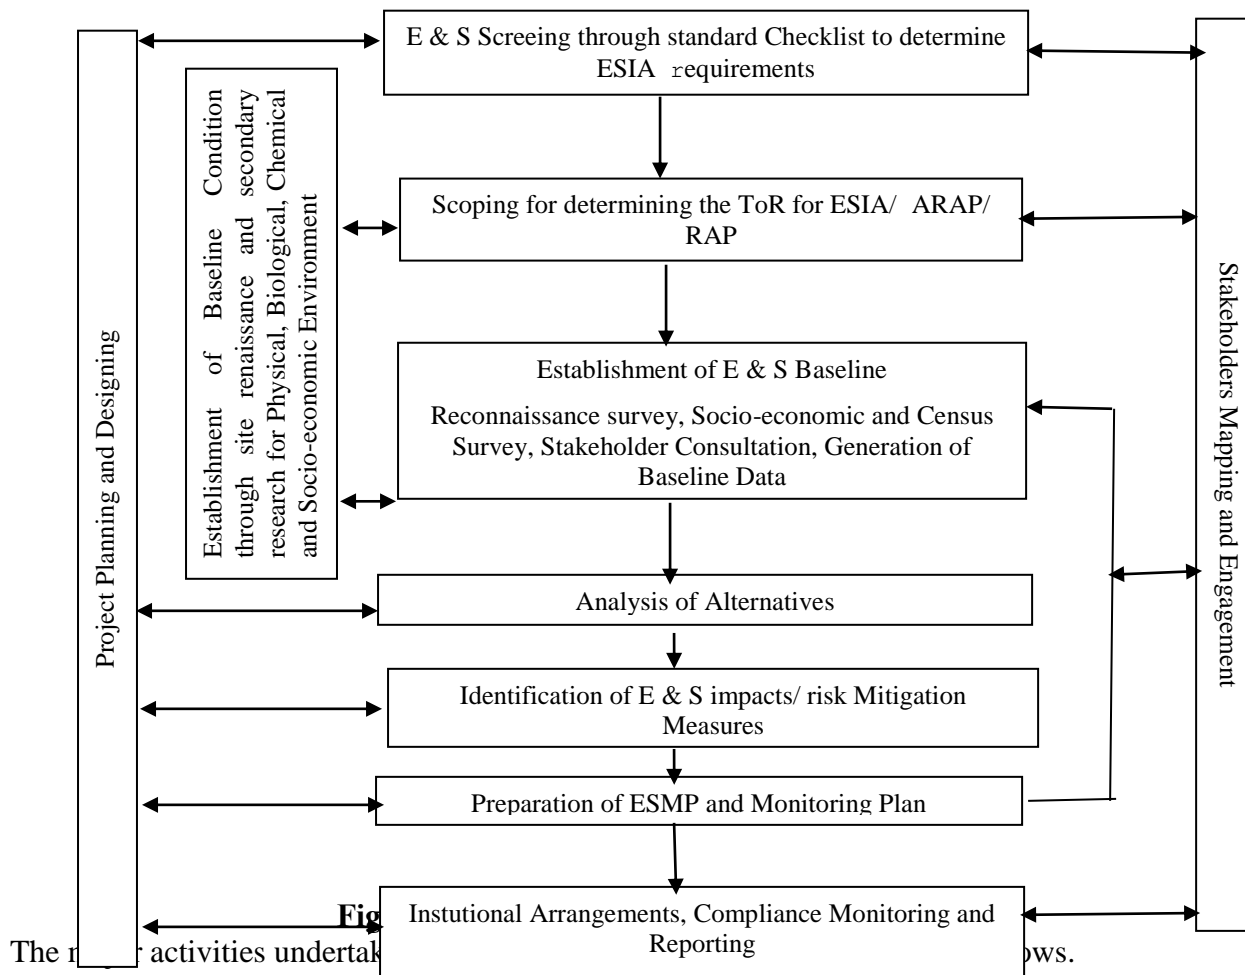 E & S Screeing through standard Checklist to determine
ESIA requirements
Establishment of Baseline Condition
through site renaissance and secondary
research for Physical, Biological, Chemical
and Socio-economic Environment
Scoping for determining the ToR for ESIA/ ARAP/
RAP
Project Planning and Designing
Stakeholders Mapping and Engagement
Establishment of E & S Baseline
Reconnaissance survey, Socio-economic and Census
Survey, Stakeholder Consultation, Generation of
Baseline Data
Analysis of Alternatives
Identification of E & S impacts/ risk Mitigation
Measures
Preparation of ESMP and Monitoring Plan
Instutional Arrangements, Compliance Monitoring and
Reporting
The activities